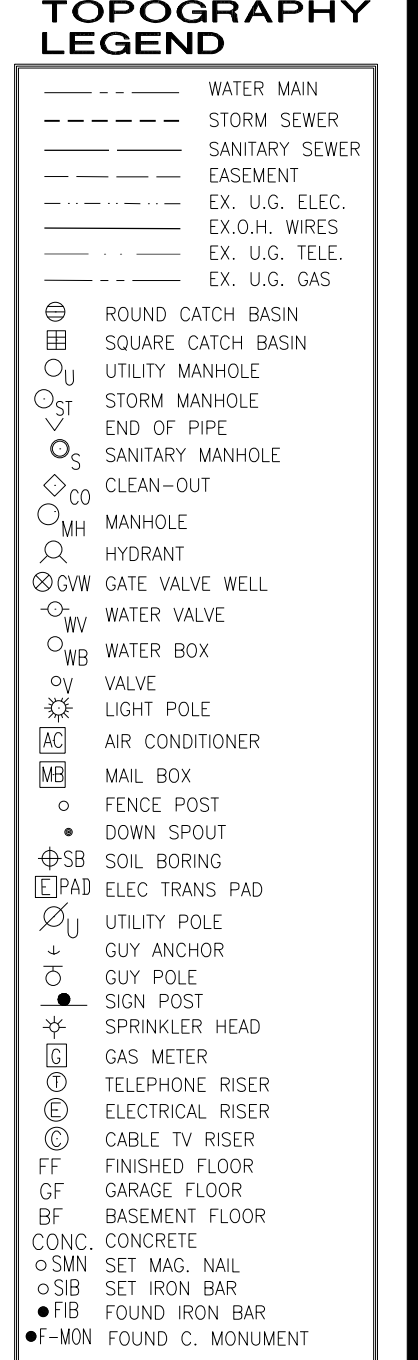 TOPOGRAPHY
LEGEND
WATER MAIN
STORM SEWER
SANITARY SEWER
EASEMENT
EX. U.G. ELEC.
EX.O.H. WIRES
EX. U.G. TELE.
EX. U.G. GAS
ROUND CATCH BASIN
SQUARE CATCH BASIN
U UTILITY MANHOLE
ST STORM MANHOLE
END OF PIPE
S SANITARY MANHOLE
CO CLEAN-OUT
MH MANHOLE
HYDRANT
GVW GATE VALVE WELL
WV WATER VALVE
WB WATER BOX
V VALVE
LIGHT POLE
AC AIR CONDITIONER
MB MAIL BOX
FENCE POST
DOWN SPOUT
SB SOIL BORING
E PAD ELEC TRANS PAD
U UTILITY POLE
GUY ANCHOR
GUY POLE
SIGN POST
SPRINKLER HEAD
G GAS METER
T TELEPHONE RISER
E ELECTRICAL RISER
C CABLE TV RISER
FF FINISHED FLOOR
GF GARAGE FLOOR
BF BASEMENT FLOOR
CONC. CONCRETE
SMN SET MAG. NAIL
SIB SET IRON BAR
FIB FOUND IRON BAR
F-MON FOUND C. MONUMENT